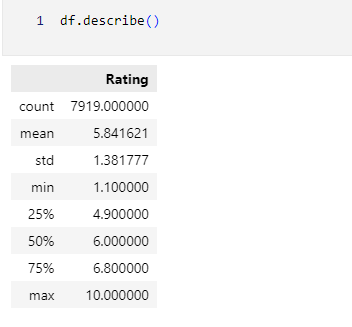 1 df.describe()
Rating
count 7919.000000
mean 5.841621
std 1.381777
min 1.100000
25% 4.900000
50% 6.000000
75% 6.800000
max 10.000000